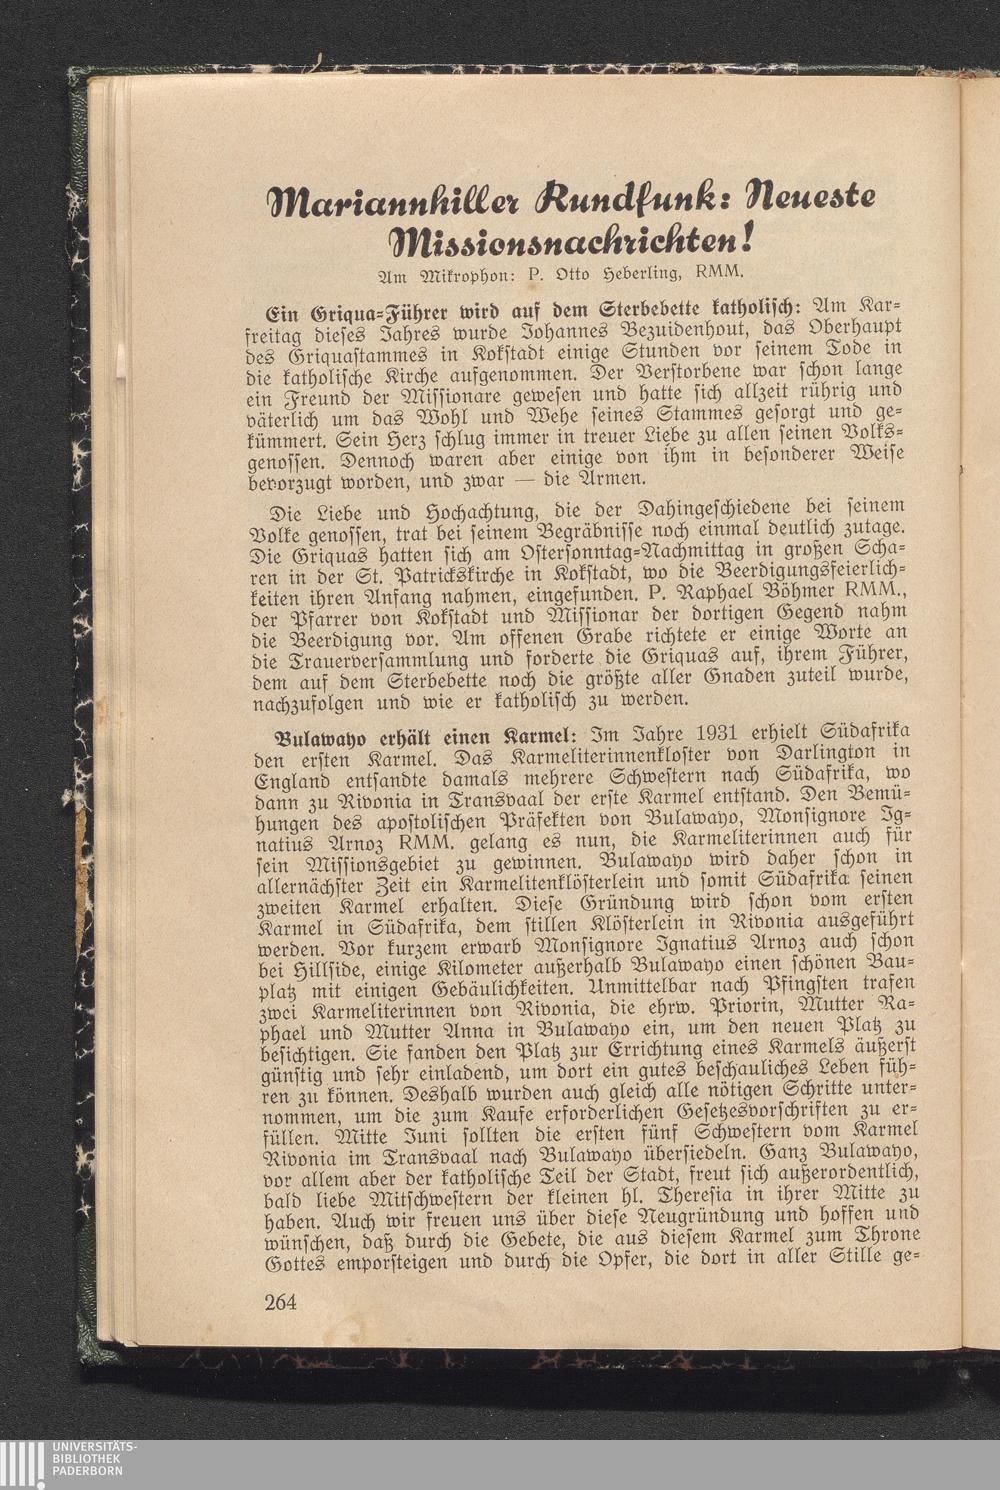 Mariannhiller Rundfunk: Neueste
Missionsnachrichten!
Am Mikrophon: P. Otto Heberling, RMM.
Ein Griqua-Führer wird auf dem Sterbebette katholisch: Am Kar-
freitag dieses Jahres wurde Johannes Bezuidenhout, das Oberhaupt
des Griquastammes in Kokstadt einige Stunden vor seinem Tode in
die katholische Kirche aufgenommen. Der Verstorbene war schon lange
ein Freund der Missionare gewesen und hatte sich allzeit rührig und
väterlich um das Wohl und Wehe seines Stammes gesorgt und ge-
kümmert. Sein Herz schlug immer in treuer Liebe zu allen seinen Volks-
genossen. Dennoch waren aber einige von ihm in besonderer Weise
bevorzugt worden, und zwar — die Armen.
Die Liebe und Hochachtung, die der Dahingeschiedene bei seinem
Volke genossen, trat bei seinem Begräbnisse noch einmal deutlich zutage.
Die Griquas hatten sich am Ostersonntag-Nachmittag in großen Scha-
ren in der St. Patrickskirche in Kokstadt, wo die Beerdigungsfeierlich-
keiten ihren Anfang nahmen, eingefunden. P. Raphael Böhmer RMM.,
der Pfarrer von Kokstadt und Missionar der dortigen Gegend nahm
die Beerdigung vor. Am offenen Grabe richtete er einige Worte an
die Trauerversammlung und forderte die Griquas auf, ihrem Führer,
dem auf dem Sterbebette noch die größte aller Gnaden zuteil wurde,
nachzufolgen und wie er katholisch zu werden.
Bulawayo erhält einen Karmel: Im Jahre 1931 erhielt Südafrika
den ersten Karmel. Das Karmeliterinnenkloster von Darlington in
England entsandte damals mehrere Schwestern nach Südafrika, wo
dann zu Rivonia in Transvaal der erste Karmel entstand. Den Bemü-
hungen des apostolischen Präfekten von Bulawayo, Monsignore Ig-
natius Arnoz RMM. gelang es nun, die Karmeliterinnen auch für
sein Missionsgebiet zu gewinnen. Bulawayo wird daher schon in
allernächster Zeit ein Karmelitenklösterlein und somit Südafrika seinen
zweiten Karmel erhalten. Diese Gründung wird schon vom ersten
Karmel in Südafrika, dem stillen Klösterlein in Rivonia ausgeführt
werden. Vor kurzem erwarb Monsignore Ignatius Arnoz auch schon
bei Hillside, einige Kilometer außerhalb Bulawayo einen schönen Bau-
platz mit einigen Gebäulichkeiten. Unmittelbar nach Pfingsten trafen
zwei Karmeliterinnen von Rivonia, die ehrw. Priorin, Mutter Ra-
phael und Mutter Anna in Bulawayo ein, um den neuen Platz zu
besichtigen. Sie fanden den Platz zur Errichtung eines Karmels äußerst
günstig und sehr einladend, um dort ein gutes beschauliches Leben füh-
ren zu können. Deshalb wurden auch gleich alle nötigen Schritte unter-
nommen, um die zum Kaufe erforderlichen Gesetzesvorschriften zu er-
füllen. Mitte Juni sollten die ersten fünf Schwestern vom Karmel
Rivonia im Transvaal nach Bulawayo übersiedeln. Ganz Bulawayo,
vor allem aber der katholische Teil der Stadt, freut sich außerordentlich,
bald liebe Mitschwestern der kleinen hl. Theresia in ihrer Mitte zu
haben. Auch wir freuen uns über diese Neugründung und hoffen und
wünschen, daß durch die Gebete, die aus diesem Karmel zum Throne
Gottes emporsteigen und durch die Opfer, die dort in aller Stille ge-
264
UNIVERSITÄTS-
BIBLIOTHEK
PADERBORN